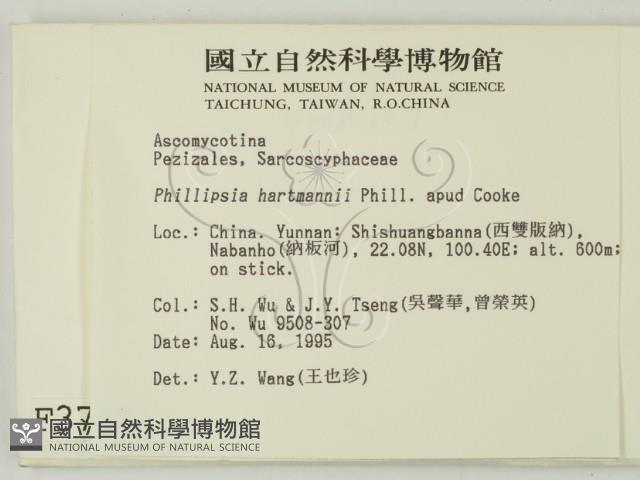 國立自然科學博物館
NATIONAL MUSEUM OF NATURAL SCIENCE
TAICHUNG, TAIWAN, R.O.CHINA
Ascomycotina
Pezizales, Sarcoscyphaceae
Phillipsia hartmannii Phill. apud Cooke
Loc.: China. Yunnan: Shishuangbanna(西雙版納),
Nabanho(納板河), 22.08N, 100.40E; alt. 600m;
on stick.
Col.: S.H. Wu & J.Y. Tseng(吳聲華,曾榮英)
No. Wu 9508-307
Date: Aug. 16, 1995
Det.: Y.Z. Wang(王也珍)
F37
國立自然科學博物館
NATIONAL MUSEUM OF NATURAL SCIENCE